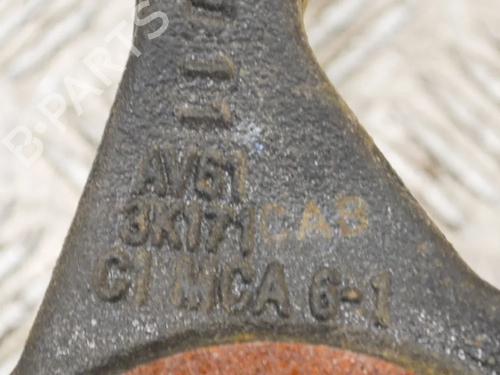 B-PARTS
AV61
3K171CAB
CI MCA 6-1